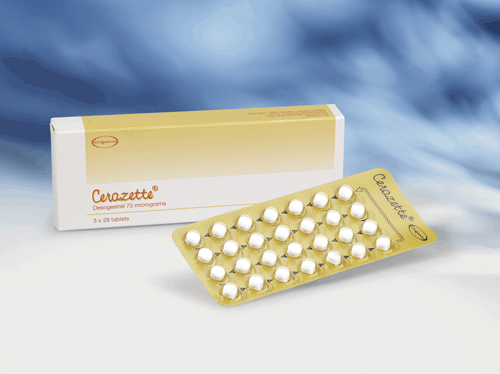 Cerazette®
Desogestrel 75 micrograms
3 x 28 tablets
Cerazette®